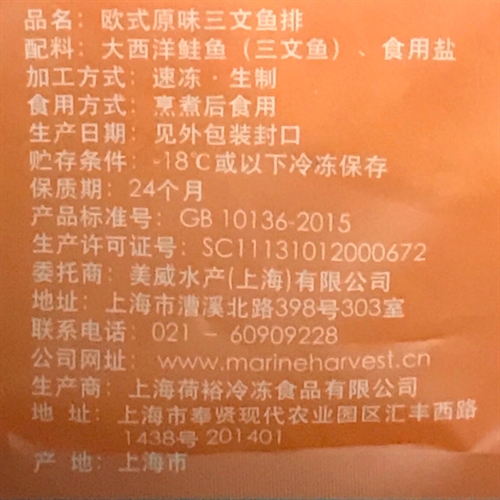 品名：欧式原味三文鱼排
配料：大西洋鲑鱼（三文鱼）、食用盐
加工方式：速冻·生制
食用方式：烹煮后食用
生产日期：见外包装封口
贮存条件：-18℃或以下冷冻保存
保质期：24个月
产品标准号：GB 10136-2015
生产许可证号：SC11131012000672
委托商：美威水产(上海)有限公司
地址：上海市漕溪北路398号303室
联系电话：021 – 60909228
公司网址：www.marineharvest.cn
生产商：上海荷裕冷冻食品有限公司
地 址：上海市奉贤现代农业园区汇丰西路
1438号 201401
产 地：上海市